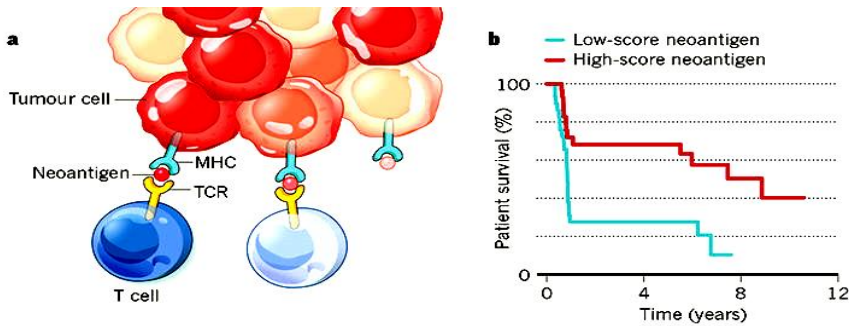 a
Tumour cell
MHC
Neoantigen
TCR
T cell
b
Low-score neoantigen
High-score neoantigen
100
Patient survival (%)
0
0 4 8 12
Time (years)